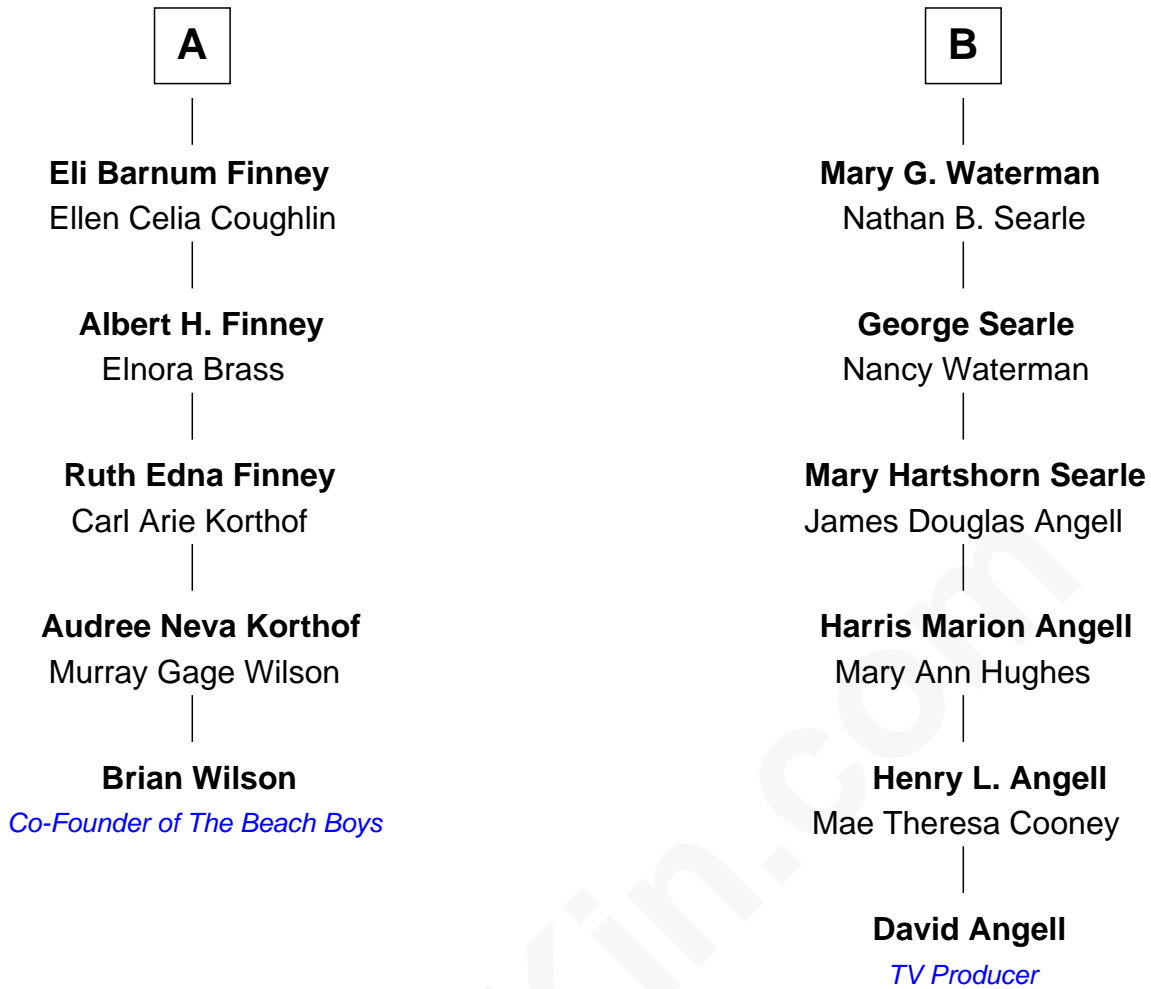 A
Eli Barnum Finney
Ellen Celia Coughlin
Albert H. Finney
Elnora Brass
Ruth Edna Finney
Carl Arie Korthof
Audree Neva Korthof
Murray Gage Wilson
Brian Wilson
Co-Founder of The Beach Boys
B
Mary G. Waterman
Nathan B. Searle
George Searle
Nancy Waterman
Mary Hartshorn Searle
James Douglas Angell
Harris Marion Angell
Mary Ann Hughes
Henry L. Angell
Mae Theresa Cooney
David Angell
TV Producer
Kin.com